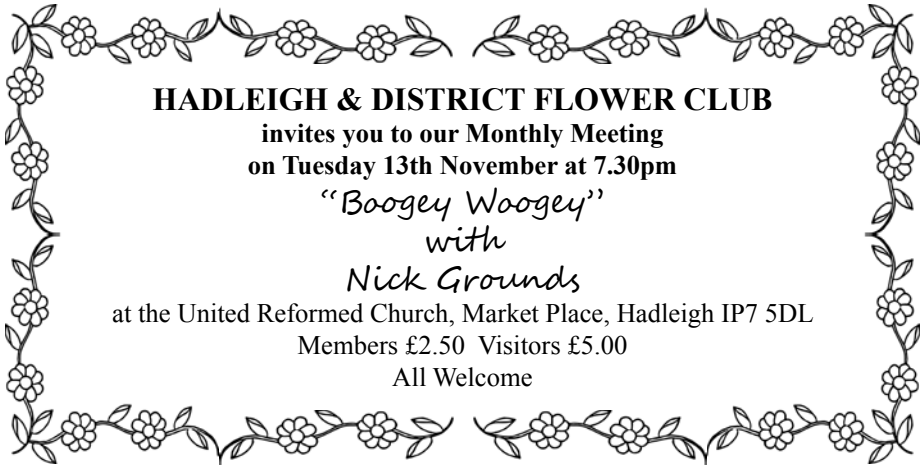 HADLEIGH & DISTRICT FLOWER CLUB
invites you to our Monthly Meeting
on Tuesday 13th November at 7.30pm
“Boogey Woogey”
with
Nick Grounds
at the United Reformed Church, Market Place, Hadleigh IP7 5DL
Members £2.50  Visitors £5.00
All Welcome